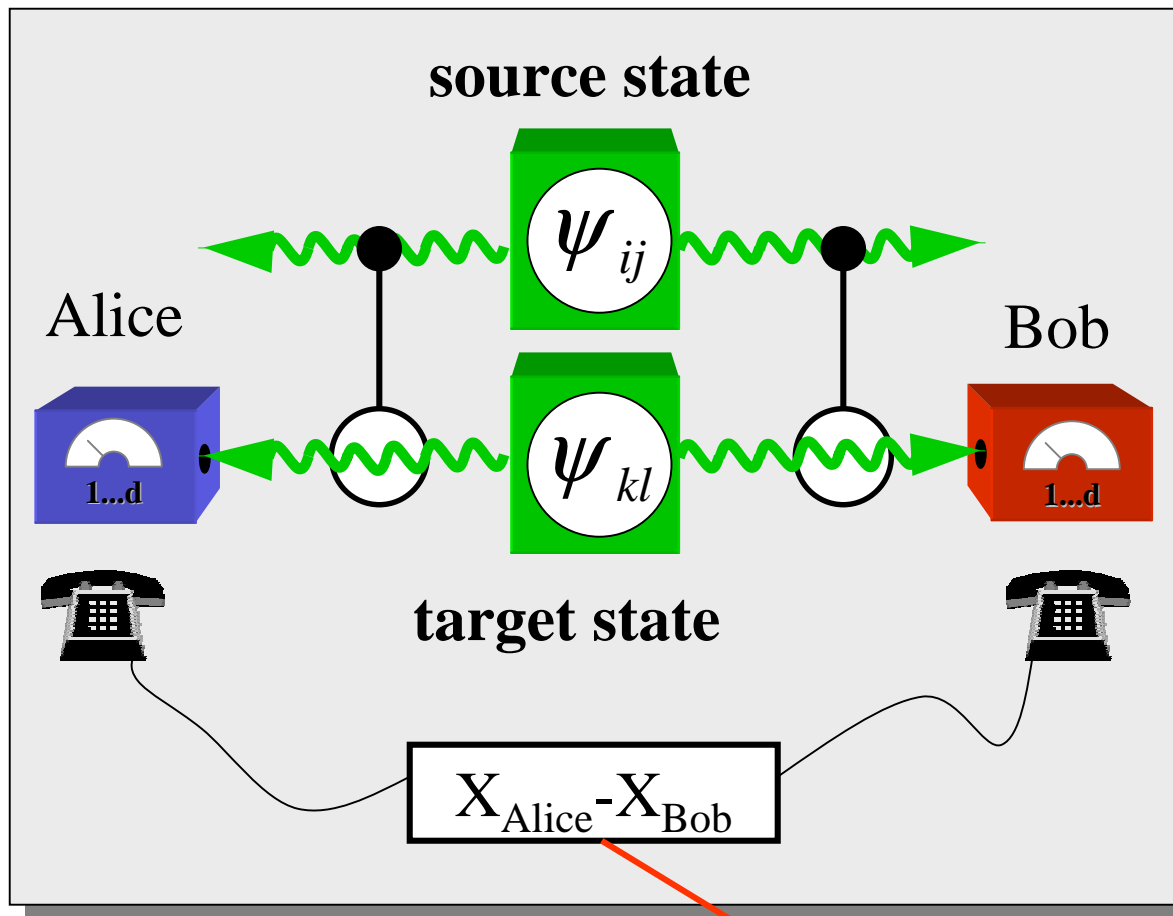 source state
ψij
Alice
Bob
ψkl
1...d
1...d
target state
XAlice-XBob